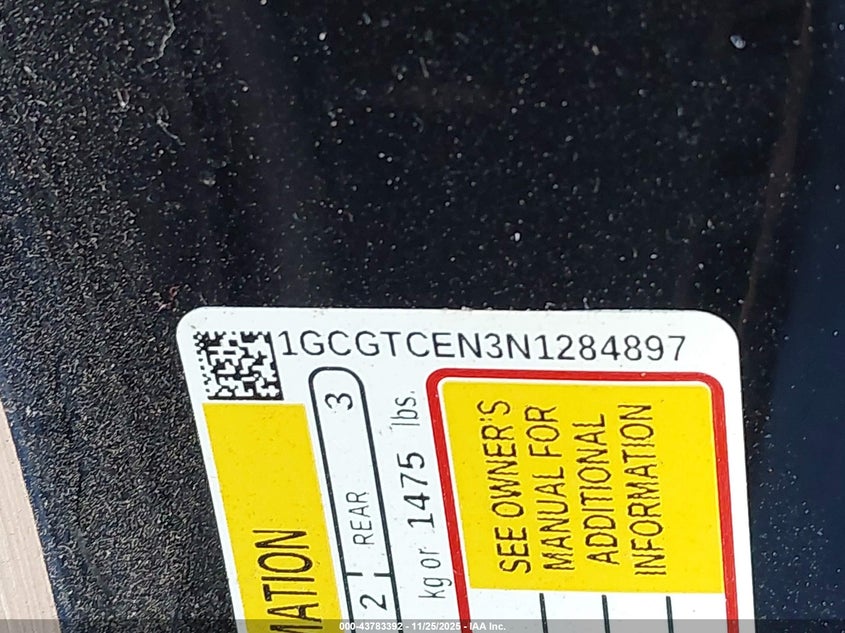 1GCGTCEN3N1284897
MATION
2 REAR 3
kg or 1475 lbs.
SEE OWNER'S
MANUAL FOR
ADDITIONAL
INFORMATION
000-43783392 - 11/25/2025 - IAA Inc.